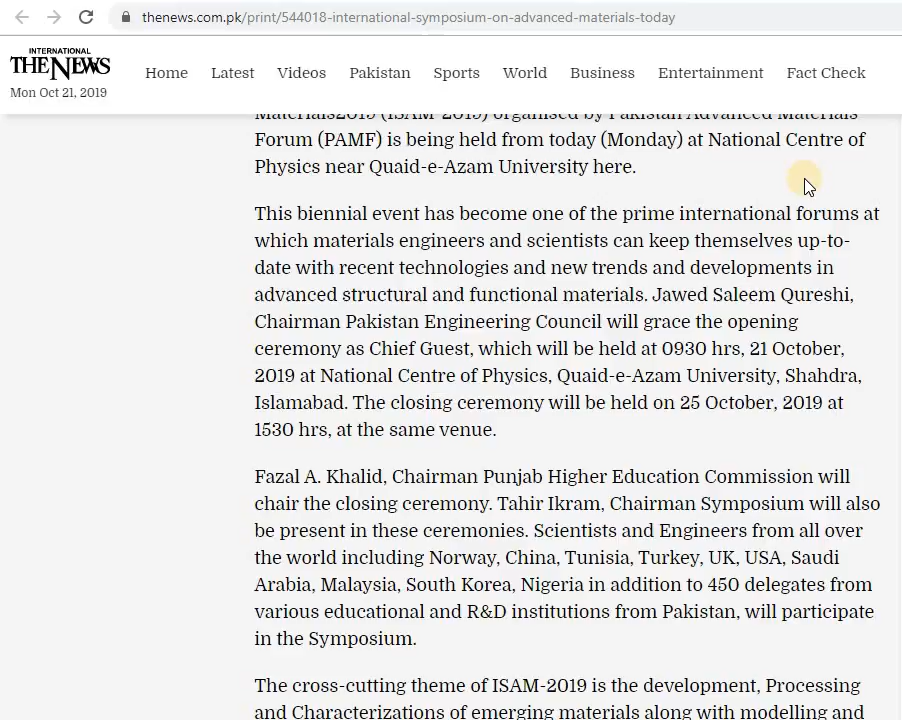 thenews.com.pk/print/544018-international-symposium-on-advanced-materials-today
INTERNATIONAL
THE NEWS
Mon Oct 21, 2019
Home Latest Videos Pakistan Sports World Business Entertainment Fact Check
Materials2019 (ISAM-2019) organised by Pakistan Advanced Materials
Forum (PAMF) is being held from today (Monday) at National Centre of
Physics near Quaid-e-Azam University here.
This biennial event has become one of the prime international forums at
which materials engineers and scientists can keep themselves up-to-
date with recent technologies and new trends and developments in
advanced structural and functional materials. Jawed Saleem Qureshi,
Chairman Pakistan Engineering Council will grace the opening
ceremony as Chief Guest, which will be held at 0930 hrs, 21 October,
2019 at National Centre of Physics, Quaid-e-Azam University, Shahdra,
Islamabad. The closing ceremony will be held on 25 October, 2019 at
1530 hrs, at the same venue.
Fazal A. Khalid, Chairman Punjab Higher Education Commission will
chair the closing ceremony. Tahir Ikram, Chairman Symposium will also
be present in these ceremonies. Scientists and Engineers from all over
the world including Norway, China, Tunisia, Turkey, UK, USA, Saudi
Arabia, Malaysia, South Korea, Nigeria in addition to 450 delegates from
various educational and R&D institutions from Pakistan, will participate
in the Symposium.
The cross-cutting theme of ISAM-2019 is the development, Processing
and Characterizations of emerging materials along with modelling and